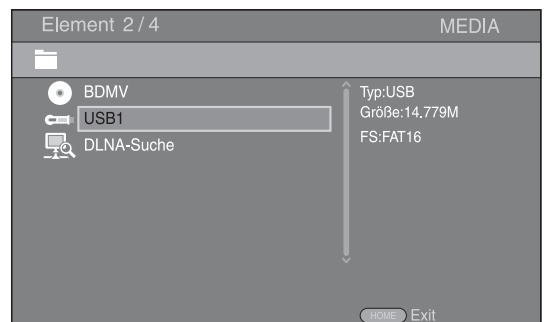 Element 2/4
MEDIA
BDMV
USB1
DLNA-Suche
Typ:USB
Größe:14.779M
FS:FAT16
HOME Exit